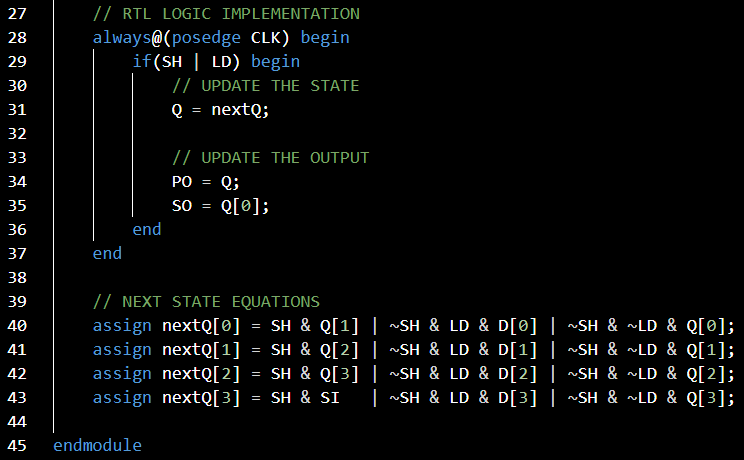 27 // RTL LOGIC IMPLEMENTATION
28 always@(posedge CLK) begin
29 if(SH | LD) begin
30 // UPDATE THE STATE
31 Q = nextQ;
32
33 // UPDATE THE OUTPUT
34 PO = Q;
35 SO = Q[0];
36 end
37 end
38
39 // NEXT STATE EQUATIONS
40 assign nextQ[0] = SH & Q[1] | ~SH & LD & D[0] | ~SH & ~LD & Q[0];
41 assign nextQ[1] = SH & Q[2] | ~SH & LD & D[1] | ~SH & ~LD & Q[1];
42 assign nextQ[2] = SH & Q[3] | ~SH & LD & D[2] | ~SH & ~LD & Q[2];
43 assign nextQ[3] = SH & SI   | ~SH & LD & D[3] | ~SH & ~LD & Q[3];
44
45 endmodule